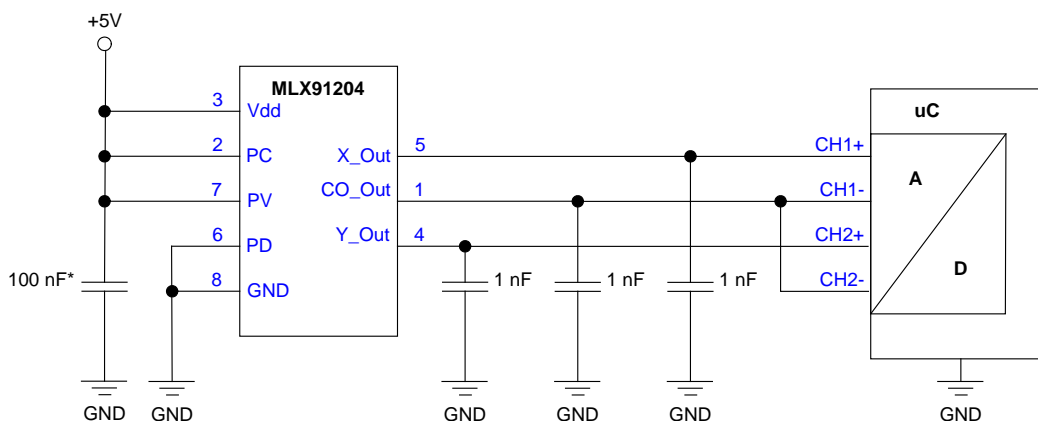 +5V
MLX91204
uC
3
Vdd
2
PC
X_Out
5
CH1+
A
7
PV
CO_Out
1
CH1-
6
PD
Y_Out
4
CH2+
D
100 nF*
8
GND
1 nF
1 nF
1 nF
CH2-
GND
GND
GND
GND
GND
GND